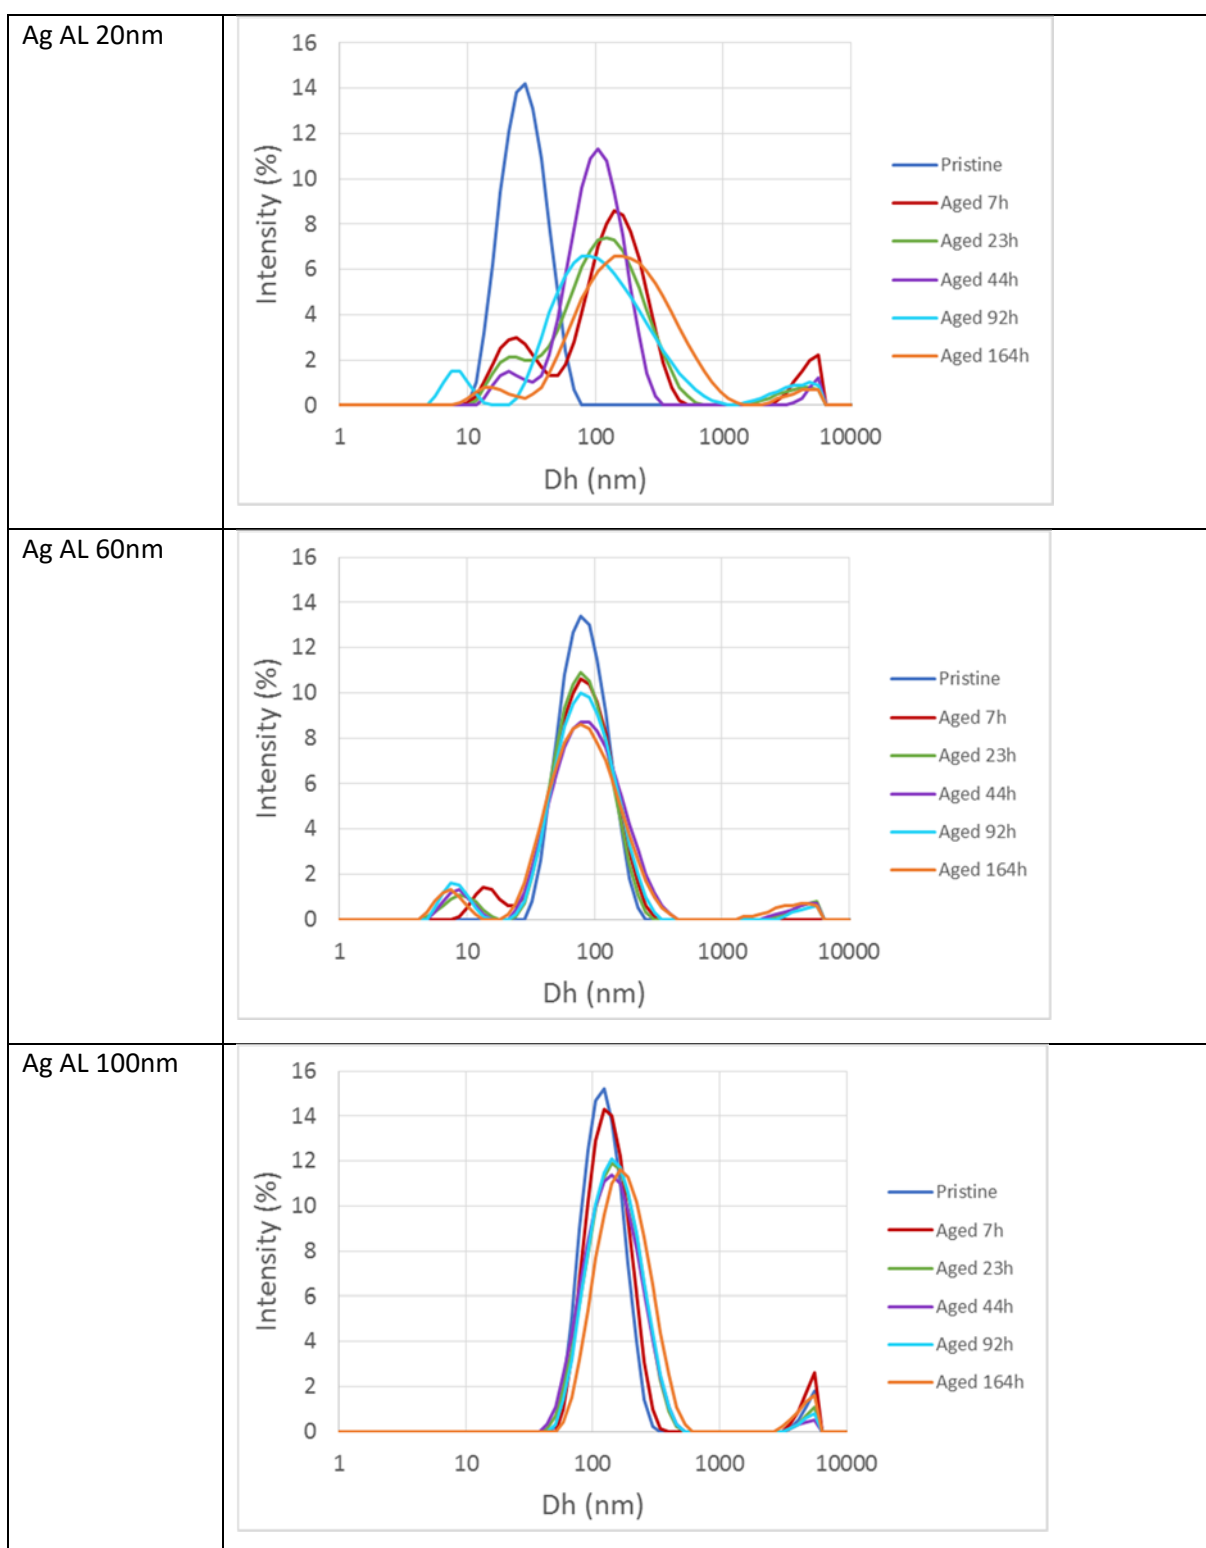 Ag AL 20nm
16
14
12
10
8
6
4
2
0
Intensity (%)
1 10 100 1000 10000
Dh (nm)
Pristine
Aged 7h
Aged 23h
Aged 44h
Aged 92h
Aged 164h
Ag AL 60nm
16
14
12
10
8
6
4
2
0
Intensity (%)
1 10 100 1000 10000
Dh (nm)
Pristine
Aged 7h
Aged 23h
Aged 44h
Aged 92h
Aged 164h
Ag AL 100nm
16
14
12
10
8
6
4
2
0
Intensity (%)
1 10 100 1000 10000
Dh (nm)
Pristine
Aged 7h
Aged 23h
Aged 44h
Aged 92h
Aged 164h